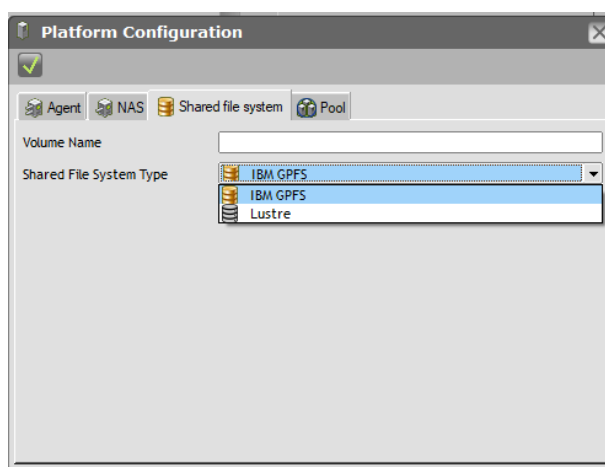 Platform Configuration
Agent NAS Shared file system Pool
Volume Name
Shared File System Type IBM GPFS
IBM GPFS
Lustre